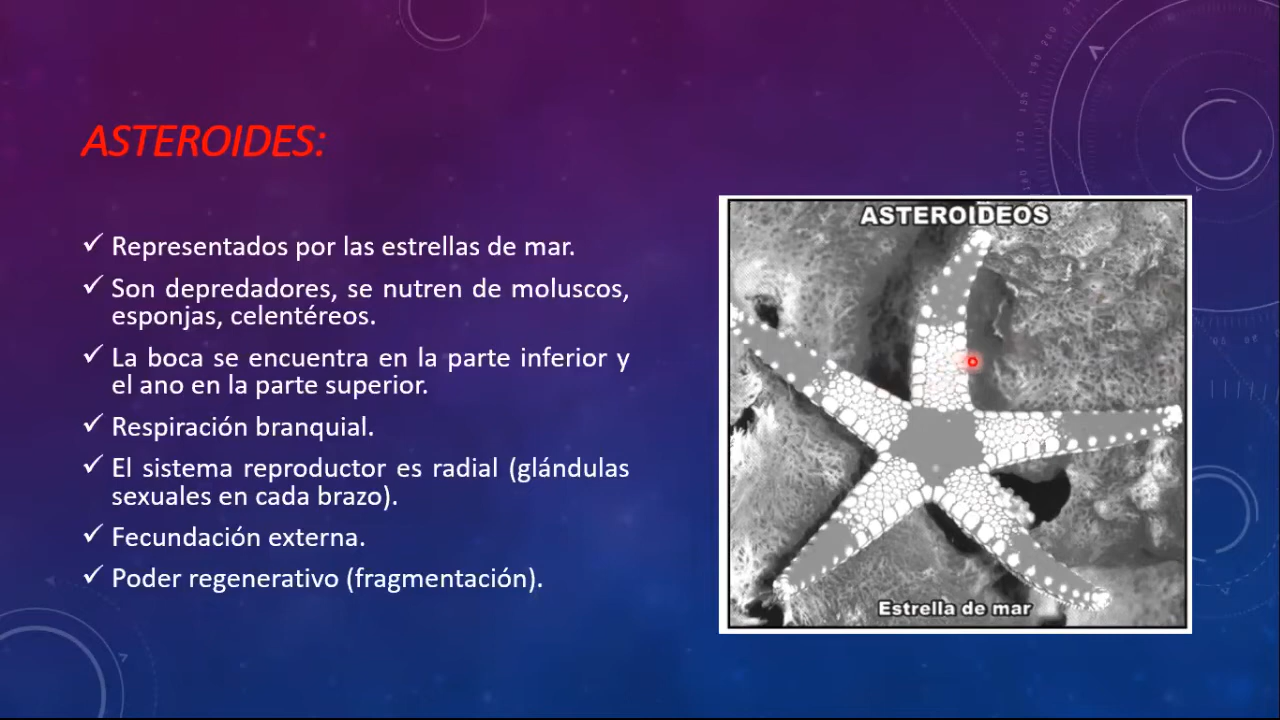 ASTEROIDES:
✓ Representados por las estrellas de mar.
✓ Son depredadores, se nutren de moluscos,
esponjas, celentéreos.
✓ La boca se encuentra en la parte inferior y
el ano en la parte superior.
✓ Respiración branquial.
✓ El sistema reproductor es radial (glándulas
sexuales en cada brazo).
✓ Fecundación externa.
✓ Poder regenerativo (fragmentación).
ASTEROIDEOS
Estrella de mar